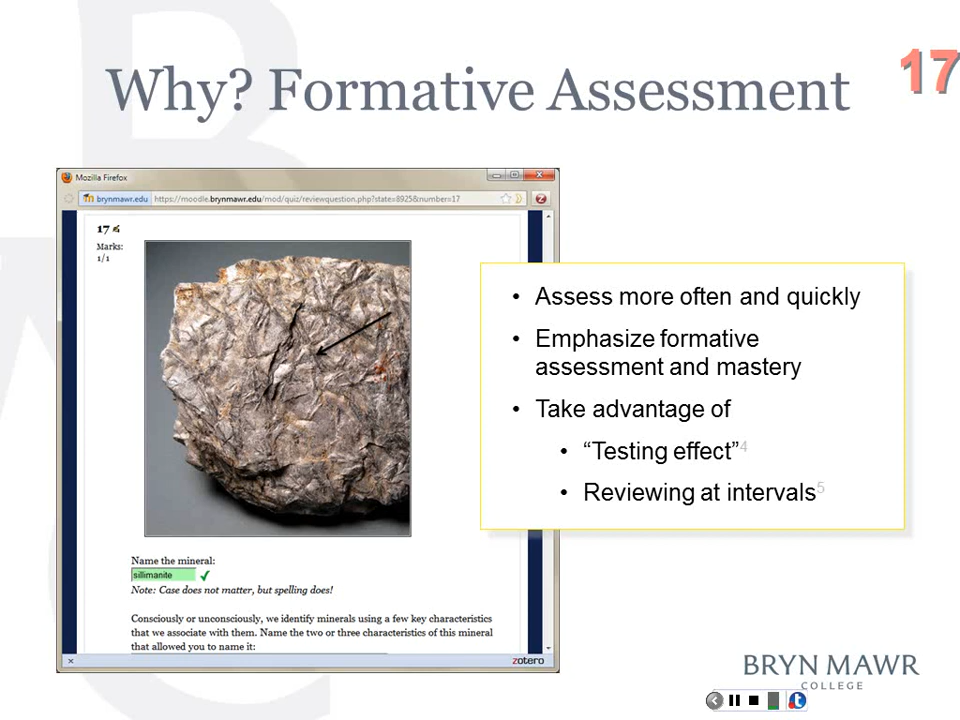 Why? Formative Assessment
17
Mozilla Firefox
brynmawr.edu https://moodle.brynmawr.edu/mod/quiz/reviewquestion.php?state=8925&number=17
17
Marks:
1/1
• Assess more often and quickly
• Emphasize formative
assessment and mastery
• Take advantage of
• “Testing effect”4
• Reviewing at intervals5
Name the mineral:
sillimanite
Note: Case does not matter, but spelling does!
Consciously or unconsciously, we identify minerals using a few key characteristics
that we associate with them. Name the two or three characteristics of this mineral
that allowed you to name it:
zotero
BRYN MAWR
COLLEGE